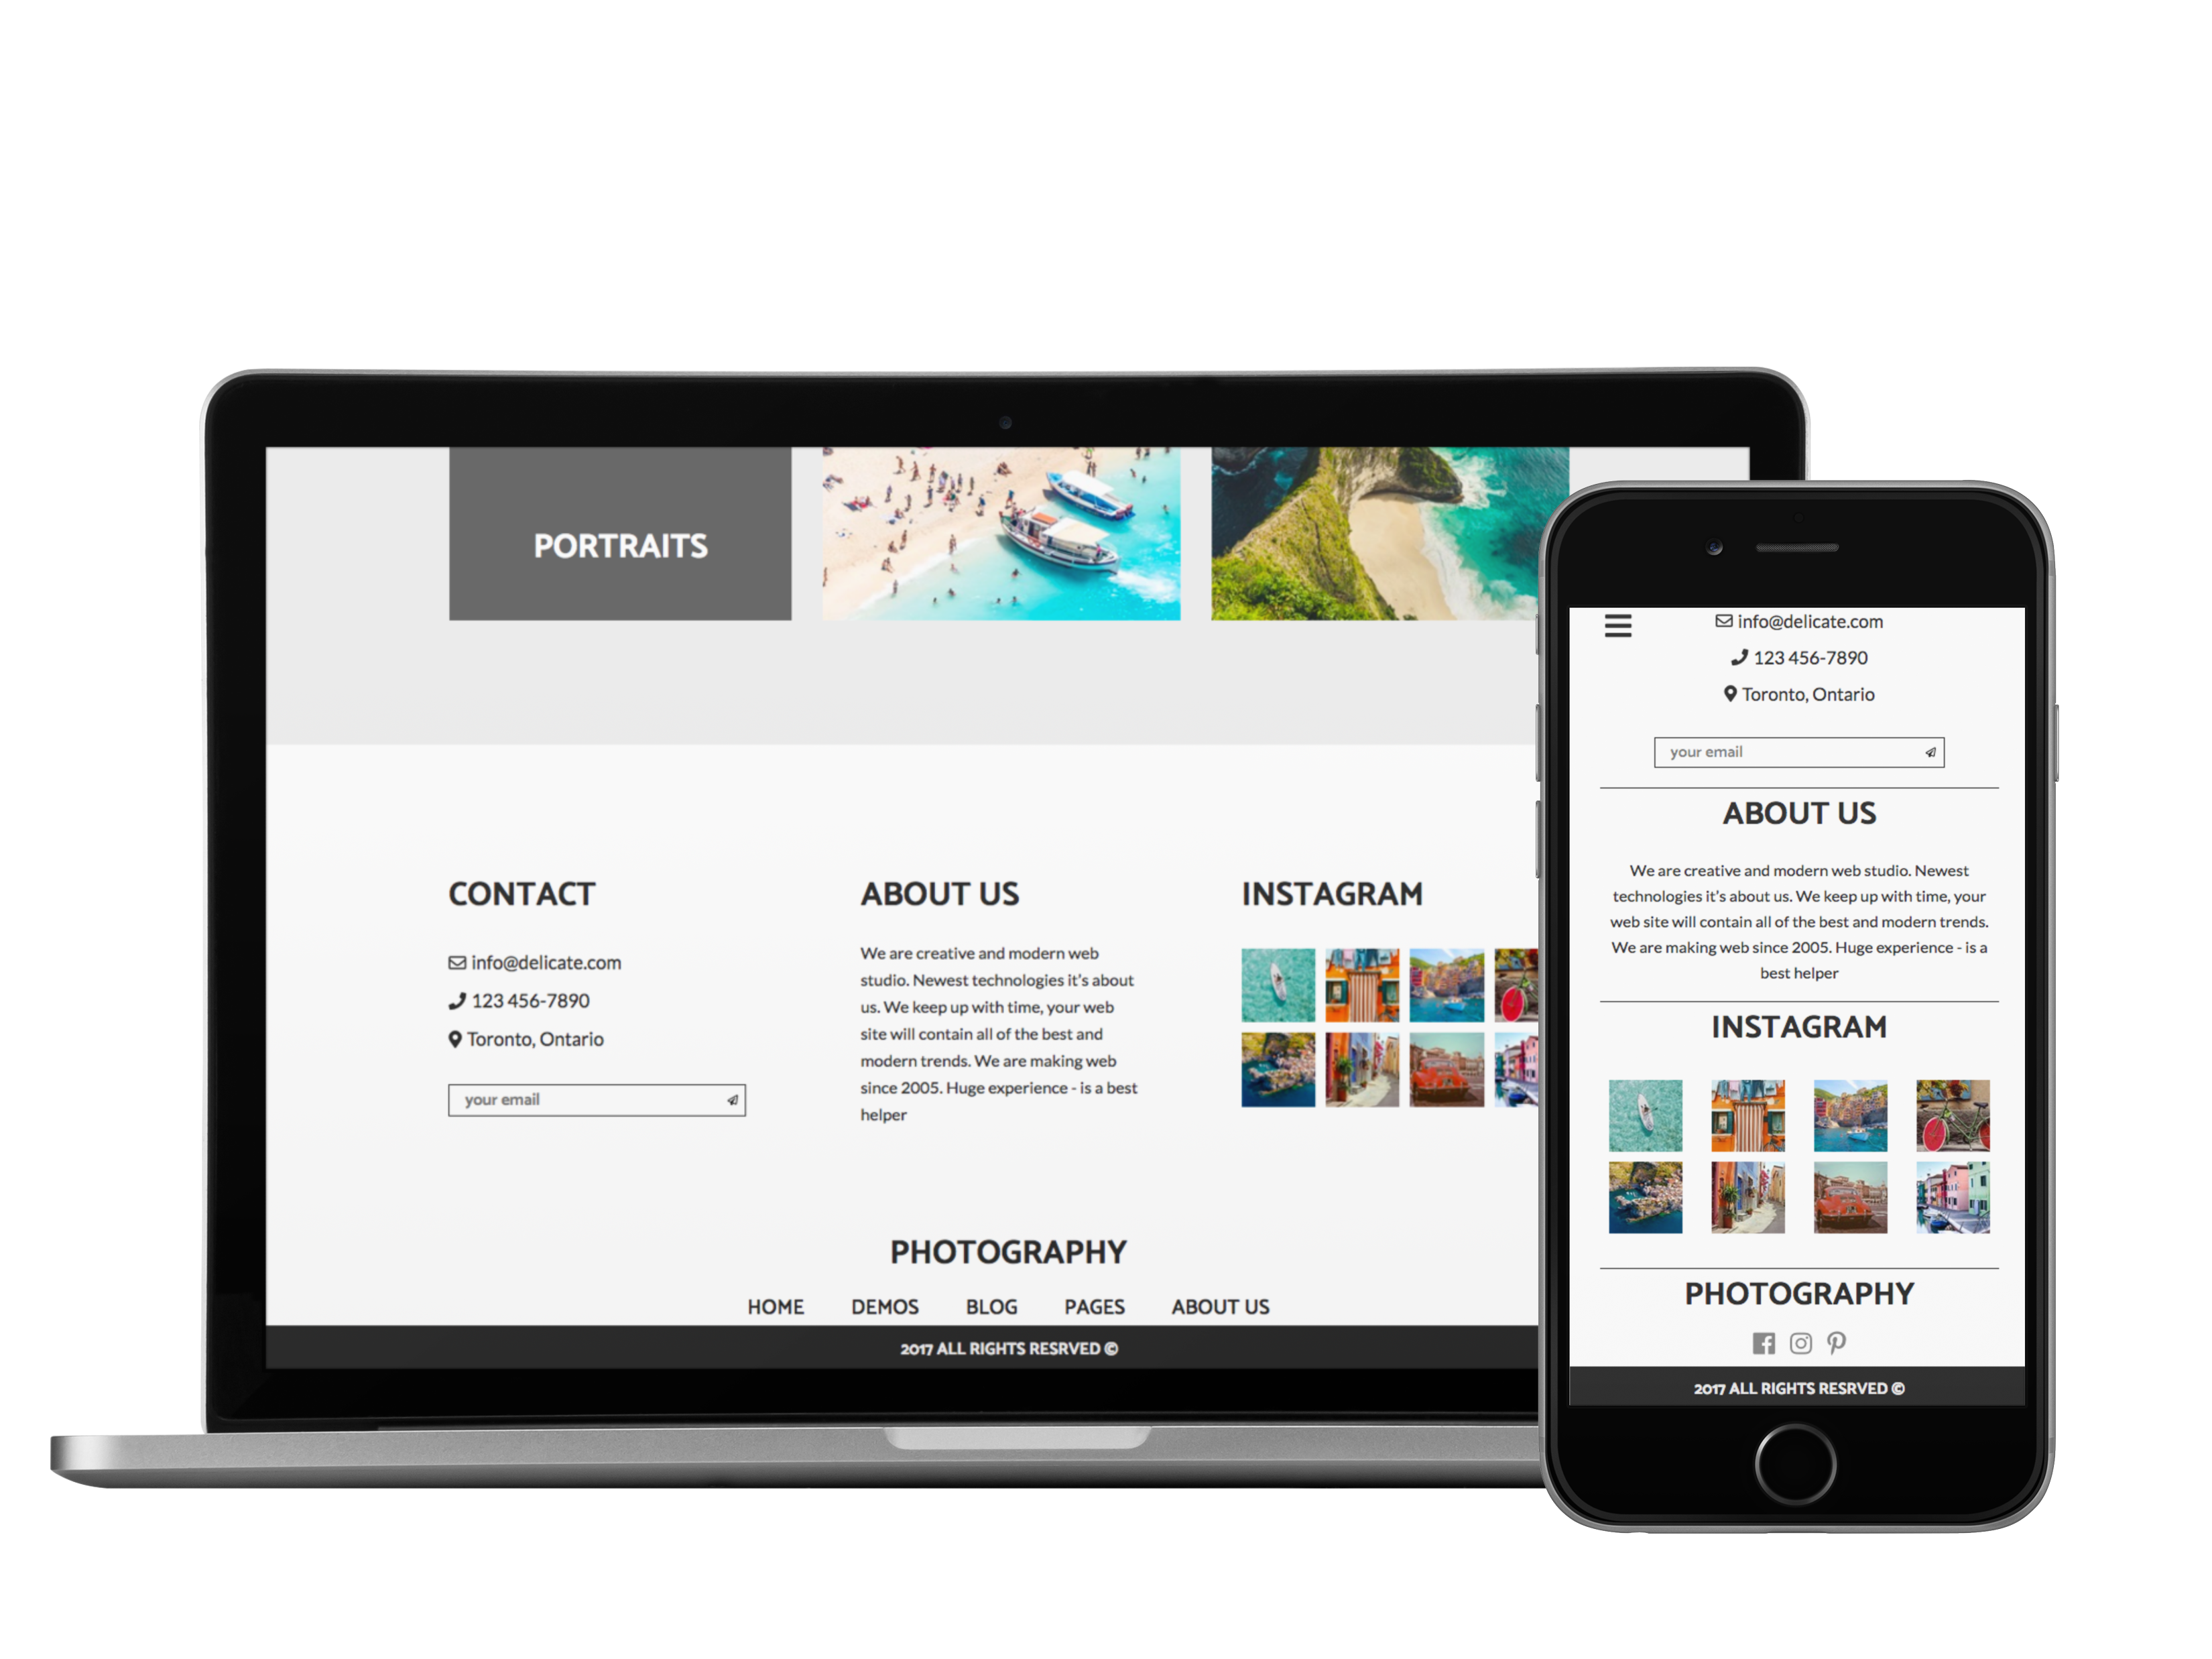 PORTRAITS
CONTACT
info@delicate.com
123 456-7890
Toronto, Ontario
your email
ABOUT US
We are creative and modern web
studio. Newest technologies it's about
us. We keep up with time, your web
site will contain all of the best and
modern trends. We are making web
since 2005. Huge experience - is a best
helper
INSTAGRAM
PHOTOGRAPHY
HOME DEMOS BLOG PAGES ABOUT US
2017 ALL RIGHTS RESRVED ©
info@delicate.com
123 456-7890
Toronto, Ontario
your email
ABOUT US
We are creative and modern web studio. Newest
technologies it's about us. We keep up with time, your
web site will contain all of the best and modern trends.
We are making web since 2005. Huge experience - is a
best helper
INSTAGRAM
PHOTOGRAPHY
2017 ALL RIGHTS RESRVED ©